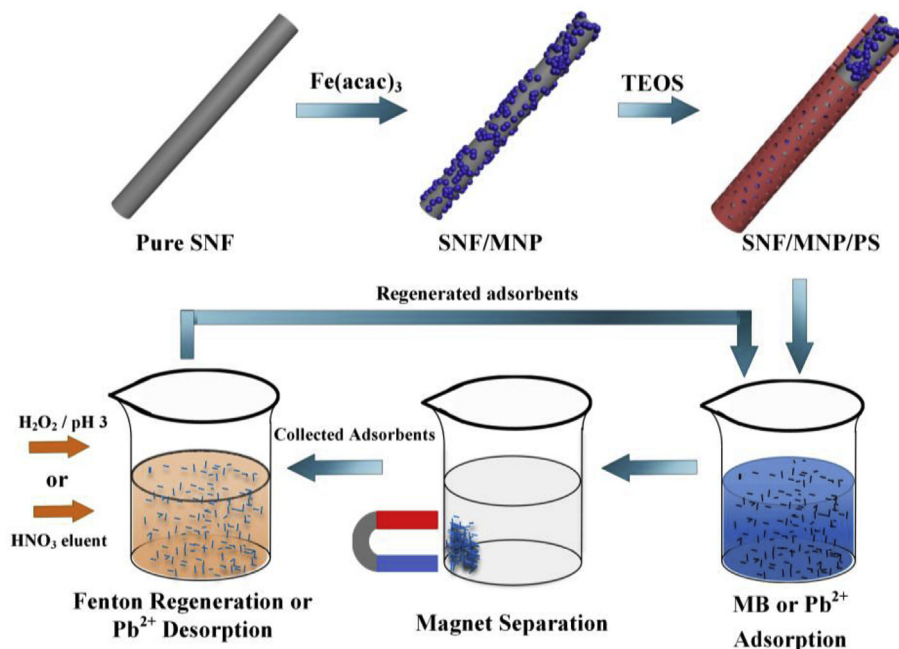 Fe(acac)₃
TEOS
Pure SNF
SNF/MNP
SNF/MNP/PS
Regenerated adsorbents
H₂O₂ / pH 3
or
HNO₃ eluent
Collected Adsorbents
Fenton Regeneration or
Pb²⁺ Desorption
Magnet Separation
MB or Pb²⁺
Adsorption